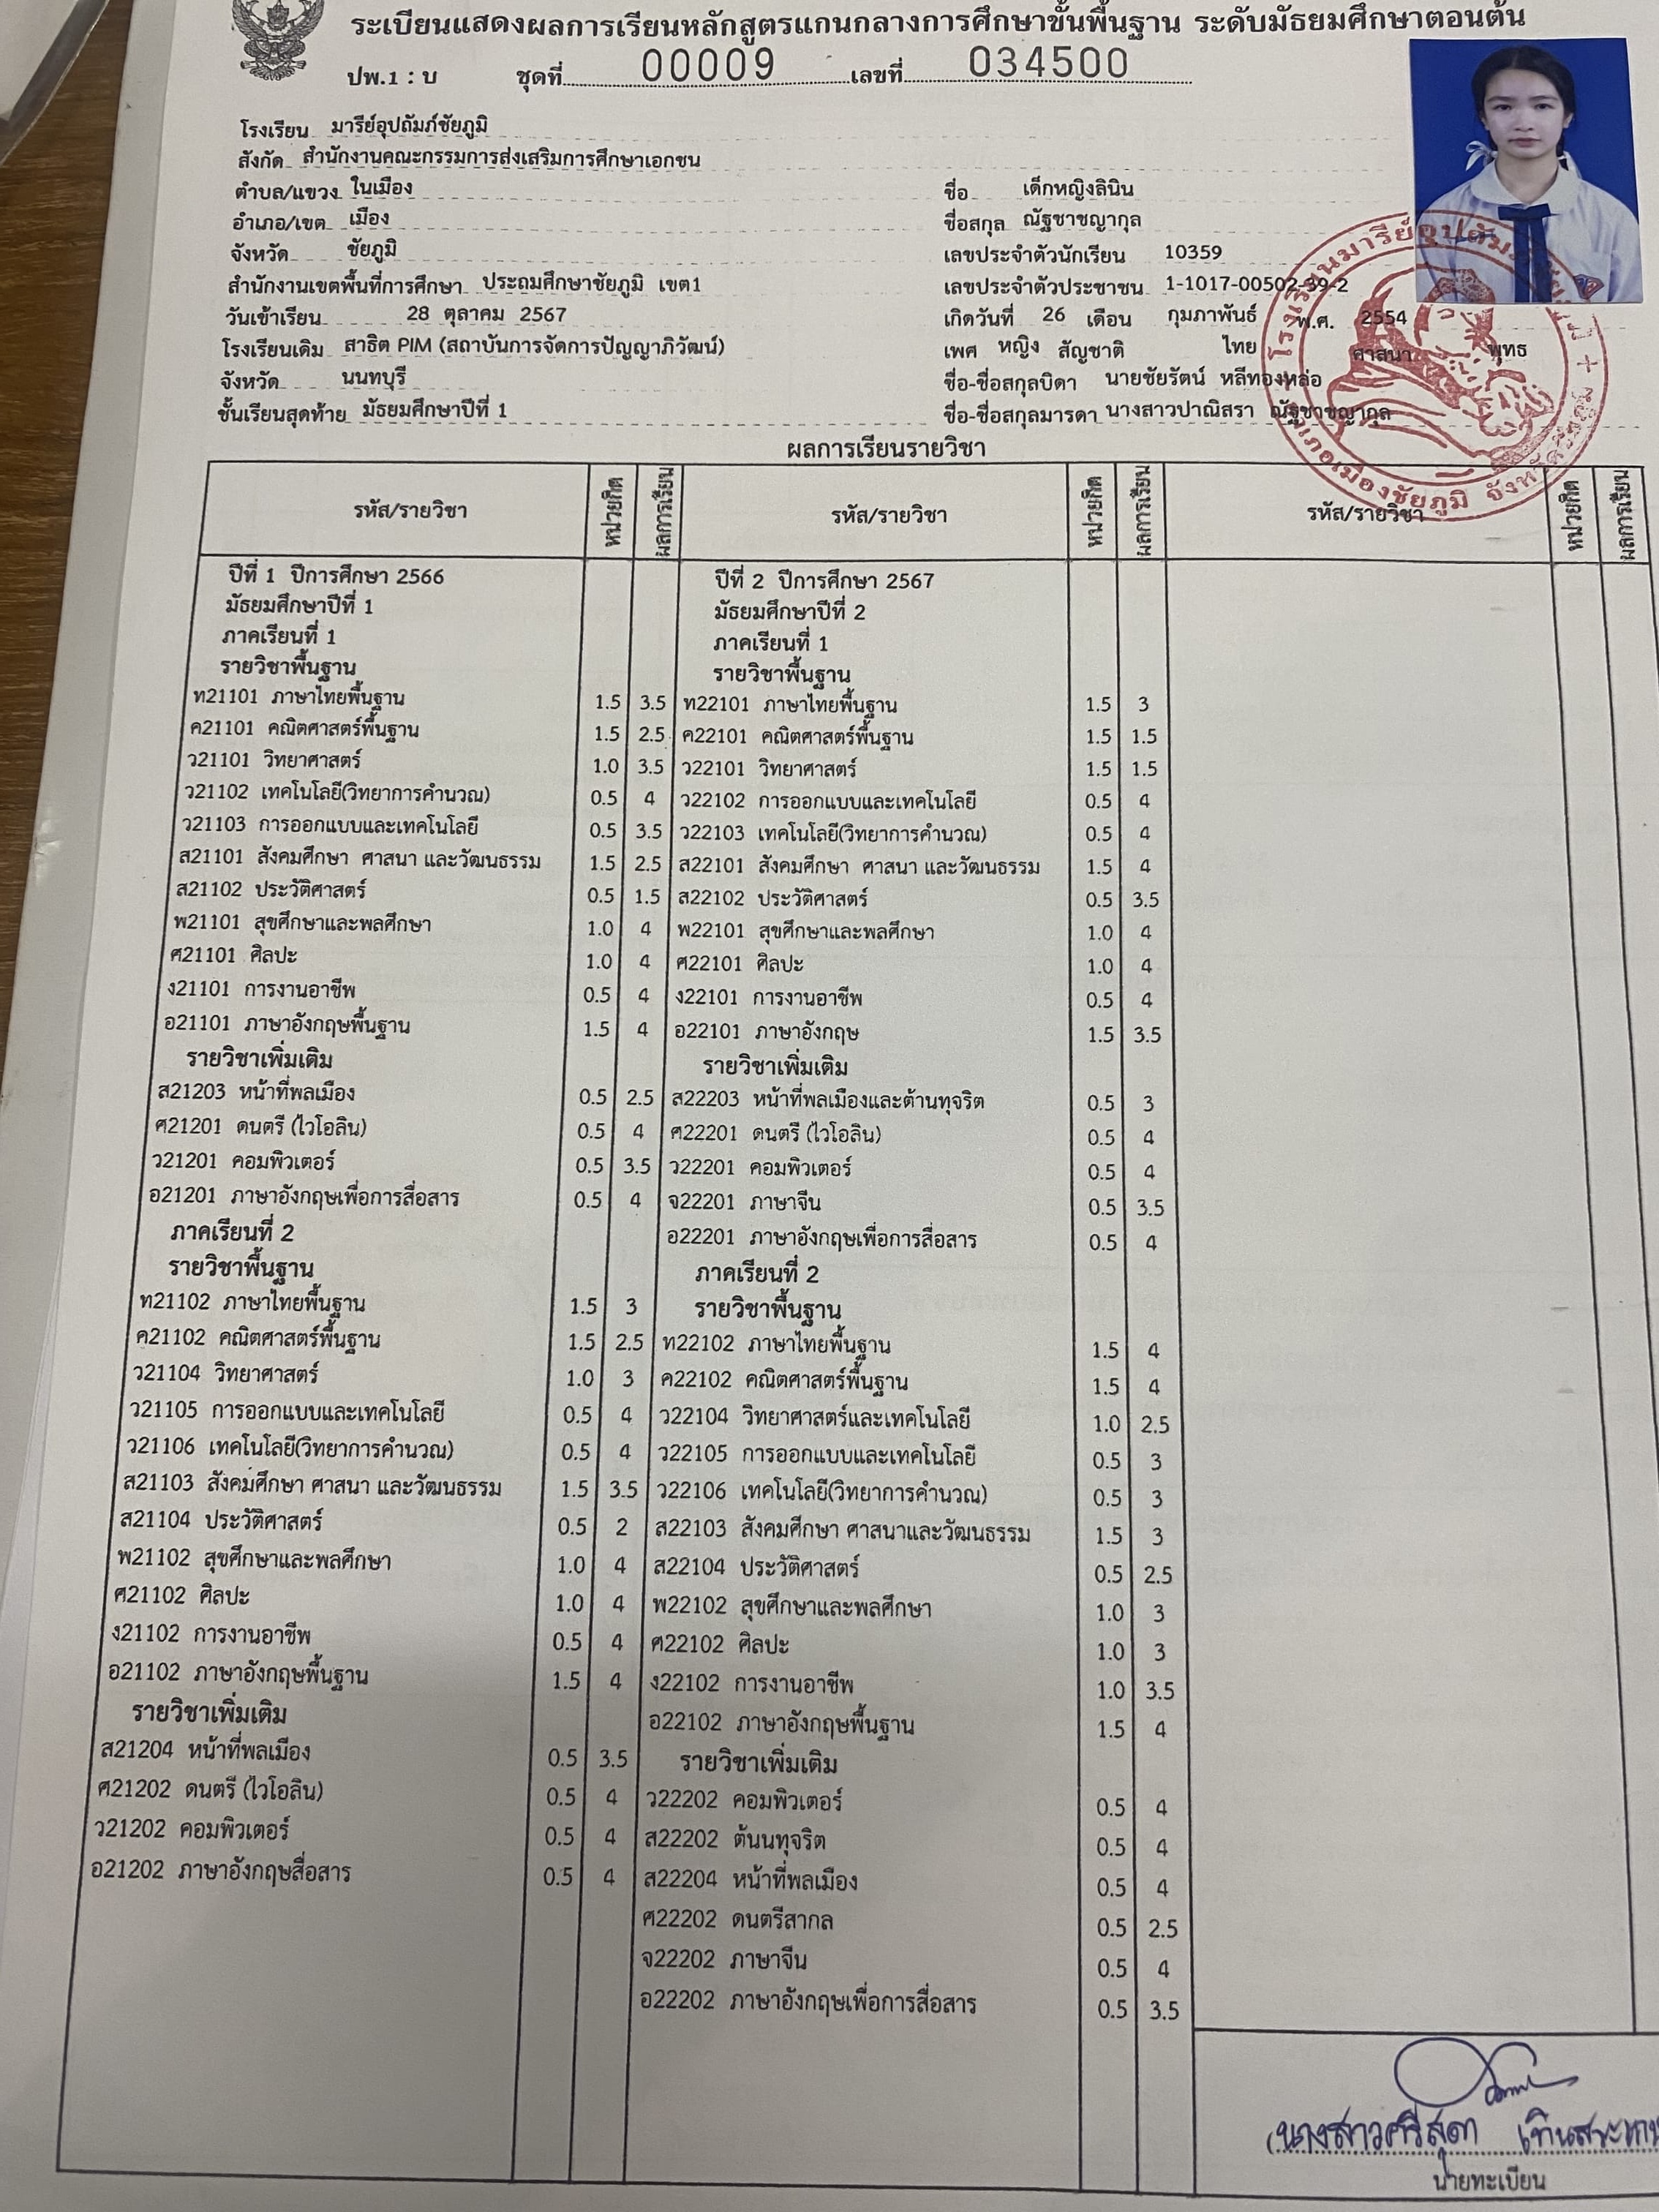 ระเบียนแสดงผลการเรียนหลักสูตรแกนกลางการศึกษาขั้นพื้นฐาน ระดับมัธยมศึกษาตอนต้น
ปพ.1 : บ ชุดที่ 00009 เลขที่ 034500
โรงเรียน มารีย์อุปถัมภ์ชัยภูมิ
สังกัด สำนักงานคณะกรรมการส่งเสริมการศึกษาเอกชน
ตำบล/แขวง ในเมือง
อำเภอ/เขต เมือง
จังหวัด ชัยภูมิ
สำนักงานเขตพื้นที่การศึกษา ประถมศึกษาชัยภูมิ เขต1
วันเข้าเรียน 28 ตุลาคม 2567
โรงเรียนเดิม สาธิต PIM (สถาบันการจัดการปัญญาภิวัฒน์)
จังหวัด นนทบุรี
ชั้นเรียนสุดท้าย มัธยมศึกษาปีที่ 1
ชื่อ เด็กหญิงลินิน
ชื่อสกุล ณัฐชาชญากุล
เลขประจำตัวนักเรียน 10359
เลขประจำตัวประชาชน 1-1017-00502-39-2
เกิดวันที่ 26 เดือน กุมภาพันธ์ พ.ศ. 2554
เพศ หญิง สัญชาติ ไทย ศาสนา พุทธ
ชื่อ-ชื่อสกุลบิดา นายชัยรัตน์ หลีทองหล่อ
ชื่อ-ชื่อสกุลมารดา นางสาวปาณิสรา ณัฐชาชญากุล
โรงเรียนมารีย์อุปถัมภ์ชัยภูมิ
อำเภอเมืองชัยภูมิ จังหวัดชัยภูมิ
ผลการเรียนรายวิชา
รหัส/รายวิชา หน่วยกิต ผลการเรียน รหัส/รายวิชา หน่วยกิต ผลการเรียน รหัส/รายวิชา หน่วยกิต ผลการเรียน
ปีที่ 1 ปีการศึกษา 2566
มัธยมศึกษาปีที่ 1
ภาคเรียนที่ 1
รายวิชาพื้นฐาน
ท21101 ภาษาไทยพื้นฐาน 1.5 3.5
ค21101 คณิตศาสตร์พื้นฐาน 1.5 2.5
ว21101 วิทยาศาสตร์ 1.0 3.5
ว21102 เทคโนโลยี(วิทยาการคำนวณ) 0.5 4
ว21103 การออกแบบและเทคโนโลยี 0.5 3.5
ส21101 สังคมศึกษา ศาสนา และวัฒนธรรม 1.5 2.5
ส21102 ประวัติศาสตร์ 0.5 1.5
พ21101 สุขศึกษาและพลศึกษา 1.0 4
ศ21101 ศิลปะ 1.0 4
ง21101 การงานอาชีพ 0.5 4
อ21101 ภาษาอังกฤษพื้นฐาน 1.5 4
รายวิชาเพิ่มเติม
ส21203 หน้าที่พลเมือง 0.5 2.5
ศ21201 ดนตรี (ไวโอลิน) 0.5 4
ว21201 คอมพิวเตอร์ 0.5 3.5
อ21201 ภาษาอังกฤษเพื่อการสื่อสาร 0.5 4
ภาคเรียนที่ 2
รายวิชาพื้นฐาน
ท21102 ภาษาไทยพื้นฐาน 1.5 3
ค21102 คณิตศาสตร์พื้นฐาน 1.5 2.5
ว21104 วิทยาศาสตร์ 1.0 3
ว21105 การออกแบบและเทคโนโลยี 0.5 4
ว21106 เทคโนโลยี(วิทยาการคำนวณ) 0.5 4
ส21103 สังคมศึกษา ศาสนา และวัฒนธรรม 1.5 3.5
ส21104 ประวัติศาสตร์ 0.5 2
พ21102 สุขศึกษาและพลศึกษา 1.0 4
ศ21102 ศิลปะ 1.0 4
ง21102 การงานอาชีพ 0.5 4
อ21102 ภาษาอังกฤษพื้นฐาน 1.5 4
รายวิชาเพิ่มเติม
ส21204 หน้าที่พลเมือง 0.5 3.5
ศ21202 ดนตรี (ไวโอลิน) 0.5 4
ว21202 คอมพิวเตอร์ 0.5 4
อ21202 ภาษาอังกฤษสื่อสาร 0.5 4
ปีที่ 2 ปีการศึกษา 2567
มัธยมศึกษาปีที่ 2
ภาคเรียนที่ 1
รายวิชาพื้นฐาน
ท22101 ภาษาไทยพื้นฐาน 1.5 3
ค22101 คณิตศาสตร์พื้นฐาน 1.5 1.5
ว22101 วิทยาศาสตร์ 1.5 1.5
ว22102 การออกแบบและเทคโนโลยี 0.5 4
ว22103 เทคโนโลยี(วิทยาการคำนวณ) 0.5 4
ส22101 สังคมศึกษา ศาสนา และวัฒนธรรม 1.5 4
ส22102 ประวัติศาสตร์ 0.5 3.5
พ22101 สุขศึกษาและพลศึกษา 1.0 4
ศ22101 ศิลปะ 1.0 4
ง22101 การงานอาชีพ 0.5 4
อ22101 ภาษาอังกฤษ 1.5 3.5
รายวิชาเพิ่มเติม
ส22203 หน้าที่พลเมืองและต้านทุจริต 0.5 3
ศ22201 ดนตรี (ไวโอลิน) 0.5 4
ว22201 คอมพิวเตอร์ 0.5 4
จ22201 ภาษาจีน 0.5 3.5
อ22201 ภาษาอังกฤษเพื่อการสื่อสาร 0.5 4
ภาคเรียนที่ 2
รายวิชาพื้นฐาน
ท22102 ภาษาไทยพื้นฐาน 1.5 4
ค22102 คณิตศาสตร์พื้นฐาน 1.5 4
ว22104 วิทยาศาสตร์และเทคโนโลยี 1.0 2.5
ว22105 การออกแบบและเทคโนโลยี 0.5 3
ว22106 เทคโนโลยี(วิทยาการคำนวณ) 0.5 3
ส22103 สังคมศึกษา ศาสนาและวัฒนธรรม 1.5 3
ส22104 ประวัติศาสตร์ 0.5 2.5
พ22102 สุขศึกษาและพลศึกษา 1.0 3
ศ22102 ศิลปะ 1.0 3
ง22102 การงานอาชีพ 1.0 3.5
อ22102 ภาษาอังกฤษพื้นฐาน 1.5 4
รายวิชาเพิ่มเติม
ว22202 คอมพิวเตอร์ 0.5 4
ส22202 ต้นนทุจริต 0.5 4
ส22204 หน้าที่พลเมือง 0.5 4
ศ22202 ดนตรีสากล 0.5 2.5
จ22202 ภาษาจีน 0.5 4
อ22202 ภาษาอังกฤษเพื่อการสื่อสาร 0.5 3.5
(นางสาวศรีสุดา
นายทะเบียน